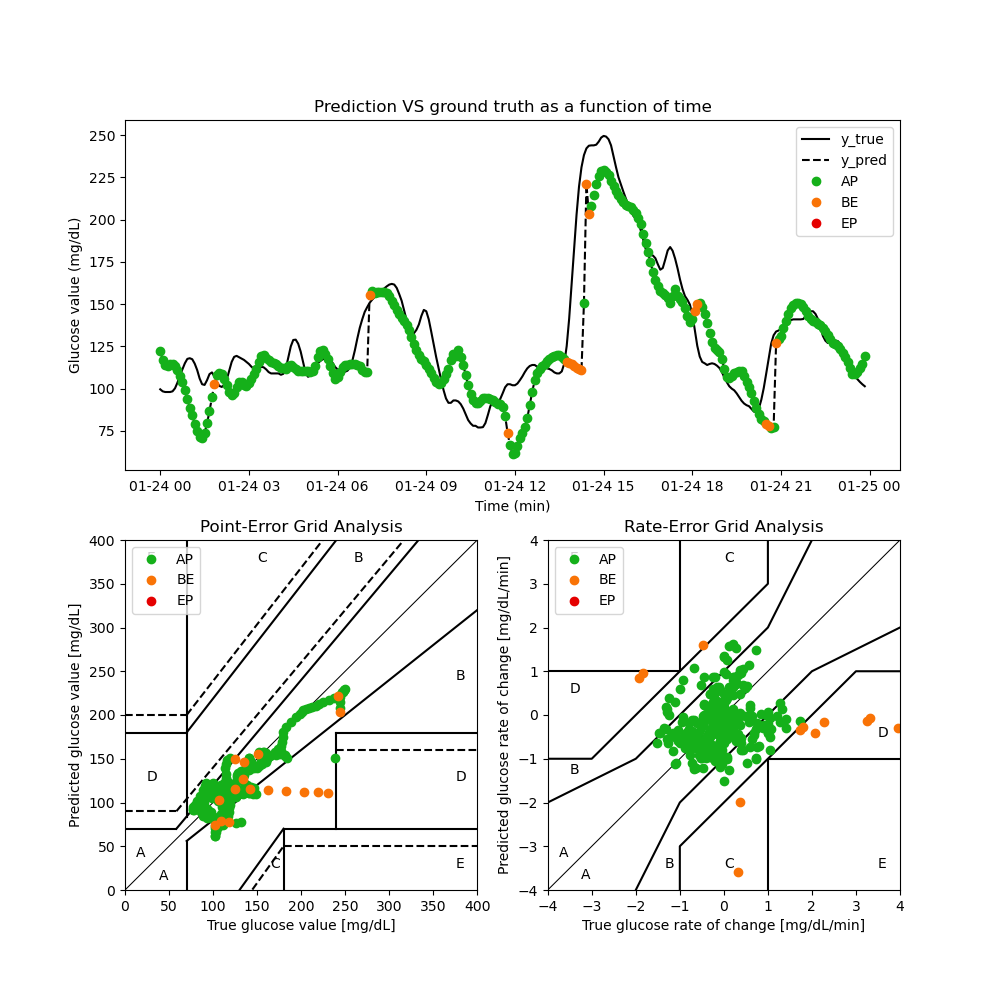 Prediction VS ground truth as a function of time
Glucose value (mg/dL)
250
225
200
175
150
125
100
75
y_true
y_pred
AP
BE
EP
01-24 00 01-24 03 01-24 06 01-24 09 01-24 12 01-24 15 01-24 18 01-24 21 01-25 00
Time (min)
Point-Error Grid Analysis
Predicted glucose value [mg/dL]
400
350
300
250
200
150
100
50
0
AP
BE
EP
C
B
B
D
D
A
A
C
E
0 50 100 150 200 250 300 350 400
True glucose value [mg/dL]
Rate-Error Grid Analysis
Predicted glucose rate of change [mg/dL/min]
4
3
2
1
0
−1
−2
−3
−4
AP
BE
EP
C
D
D
B
A
A
B
C
E
−4 −3 −2 −1 0 1 2 3 4
True glucose rate of change [mg/dL/min]